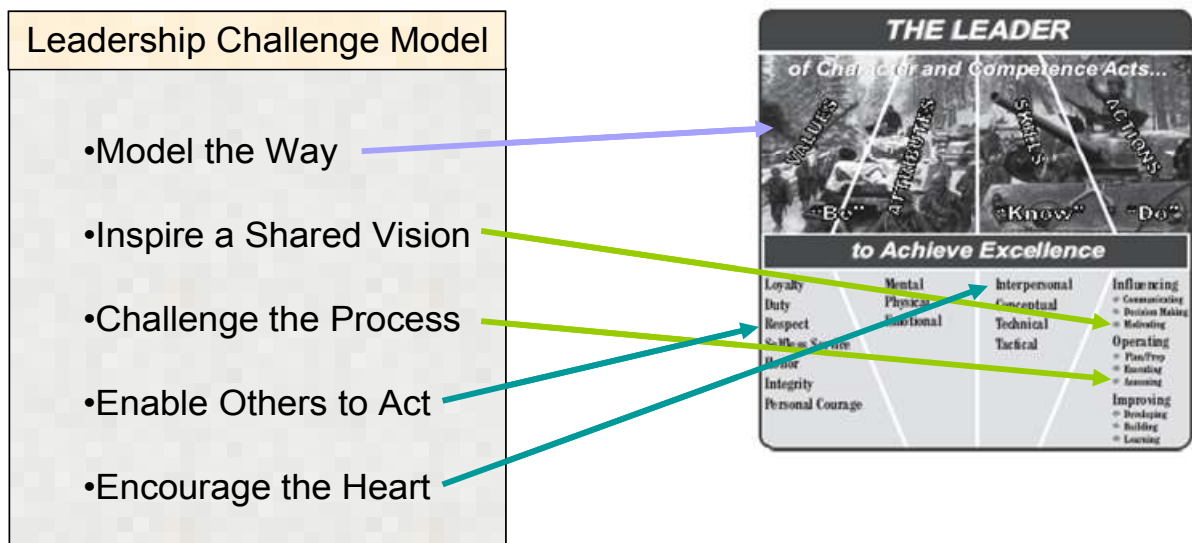 Leadership Challenge Model
•Model the Way
•Inspire a Shared Vision
•Challenge the Process
•Enable Others to Act
•Encourage the Heart
THE LEADER
of Character and Competence Acts...
VALUES
ATTRIBUTES
SKILLS
ACTIONS
"Be"
"Know"
"Do"
to Achieve Excellence
Loyalty
Duty
Respect
Selfless Service
Honor
Integrity
Personal Courage
Mental
Physical
Emotional
Interpersonal
Conceptual
Technical
Tactical
Influencing
Communicating
Decision Making
Motivating
Operating
Plan/Prep
Executing
Assessing
Improving
Developing
Building
Learning